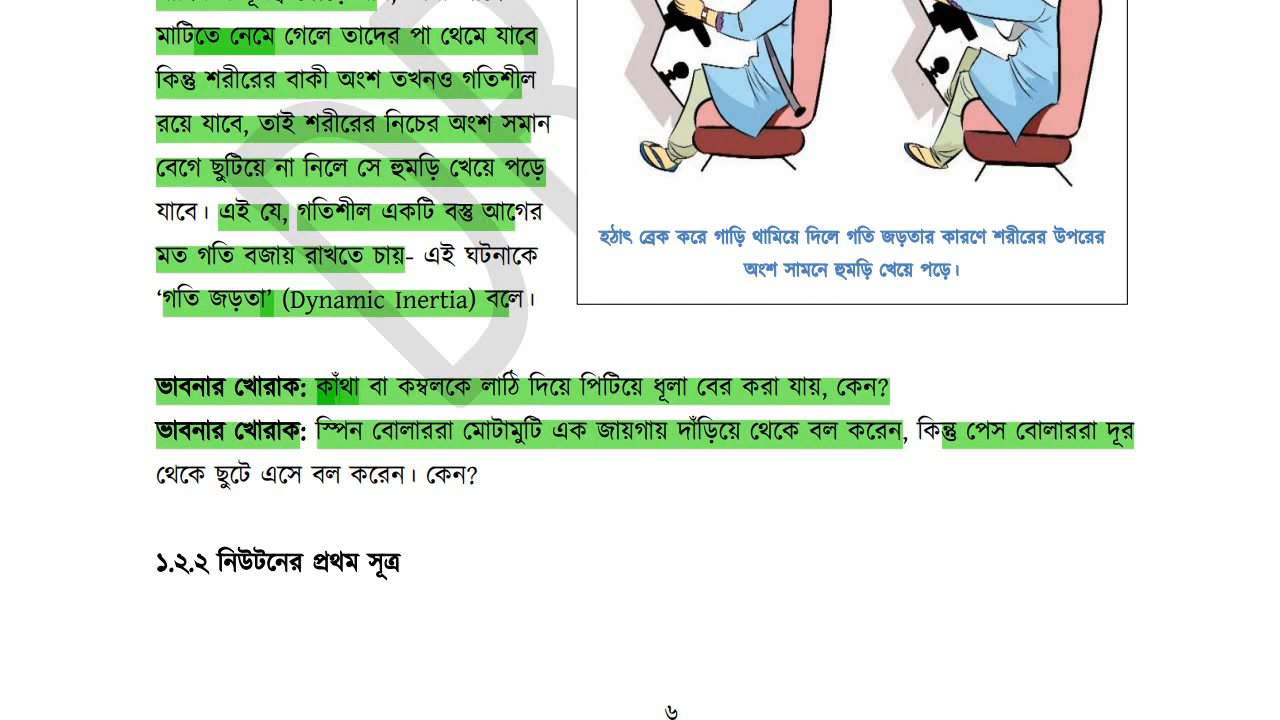 মাটিতে নেমে গেলে তাদের পা থেমে যাবে
কিন্তু শরীরের বাকী অংশ তখনও গতিশীল
রয়ে যাবে, তাই শরীরের নিচের অংশ সমান
বেগে ছুটিয়ে না নিলে সে হুমড়ি খেয়ে পড়ে
যাবে। এই যে, গতিশীল একটি বস্তু আগের
মত গতি বজায় রাখতে চায়- এই ঘটনাকে
‘গতি জড়তা’ (Dynamic Inertia) বলে।
হঠাৎ ব্রেক করে গাড়ি থামিয়ে দিলে গতি জড়তার কারণে শরীরের উপরের
অংশ সামনে হুমড়ি খেয়ে পড়ে।
ভাবনার খোরাক: কাঁথা বা কম্বলকে লাঠি দিয়ে পিটিয়ে ধূলা বের করা যায়, কেন?
ভাবনার খোরাক: স্পিন বোলাররা মোটামুটি এক জায়গায় দাঁড়িয়ে থেকে বল করেন, কিন্তু পেস বোলাররা দূর
থেকে ছুটে এসে বল করেন। কেন?
১.২.২ নিউটনের প্রথম সূত্র
৬